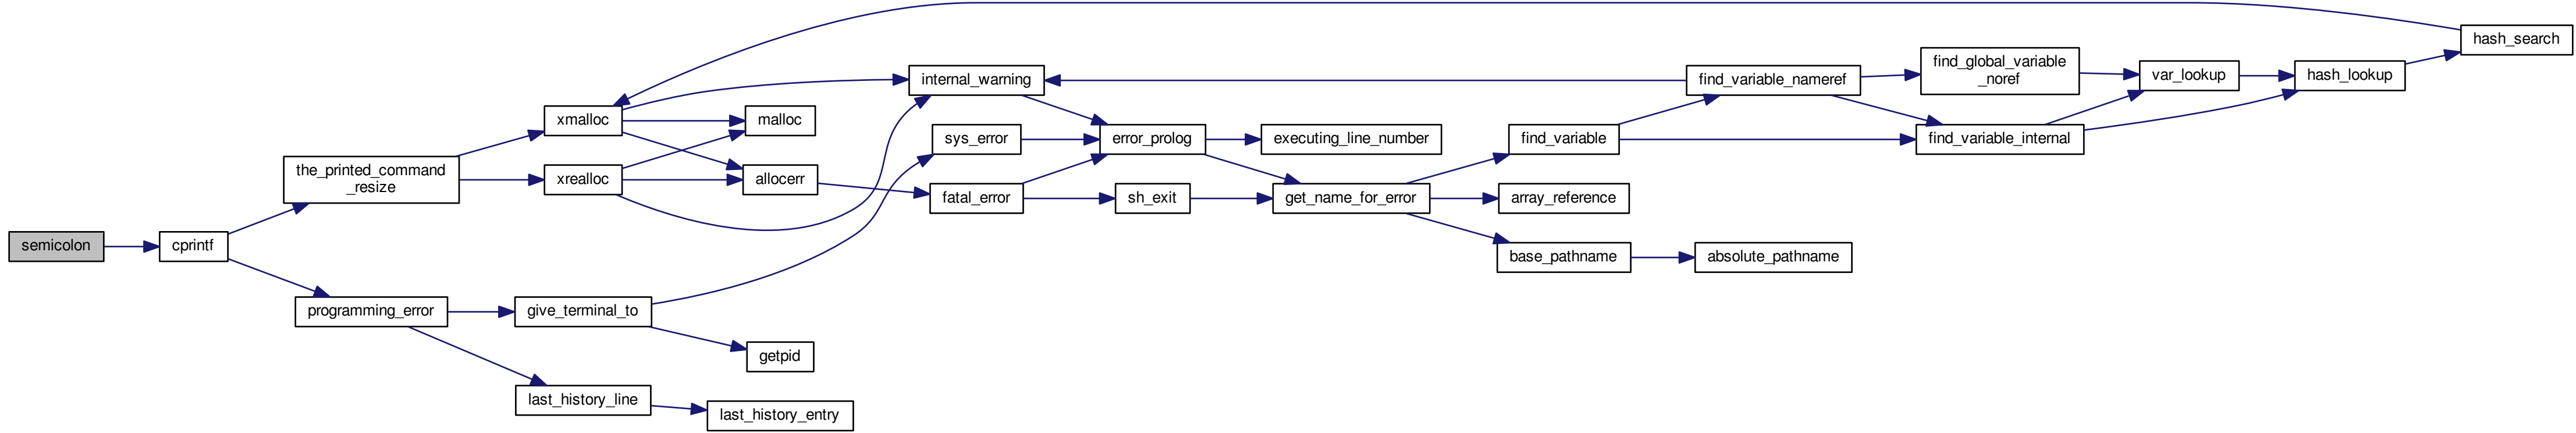 semicolon
cprintf
the_printed_command
_resize
programming_error
xmalloc
xrealloc
give_terminal_to
last_history_line
malloc
allocerr
getpid
last_history_entry
internal_warning
sys_error
fatal_error
error_prolog
sh_exit
executing_line_number
get_name_for_error
find_variable
array_reference
base_pathname
find_variable_nameref
absolute_pathname
find_global_variable
_noref
find_variable_internal
var_lookup
hash_lookup
hash_search